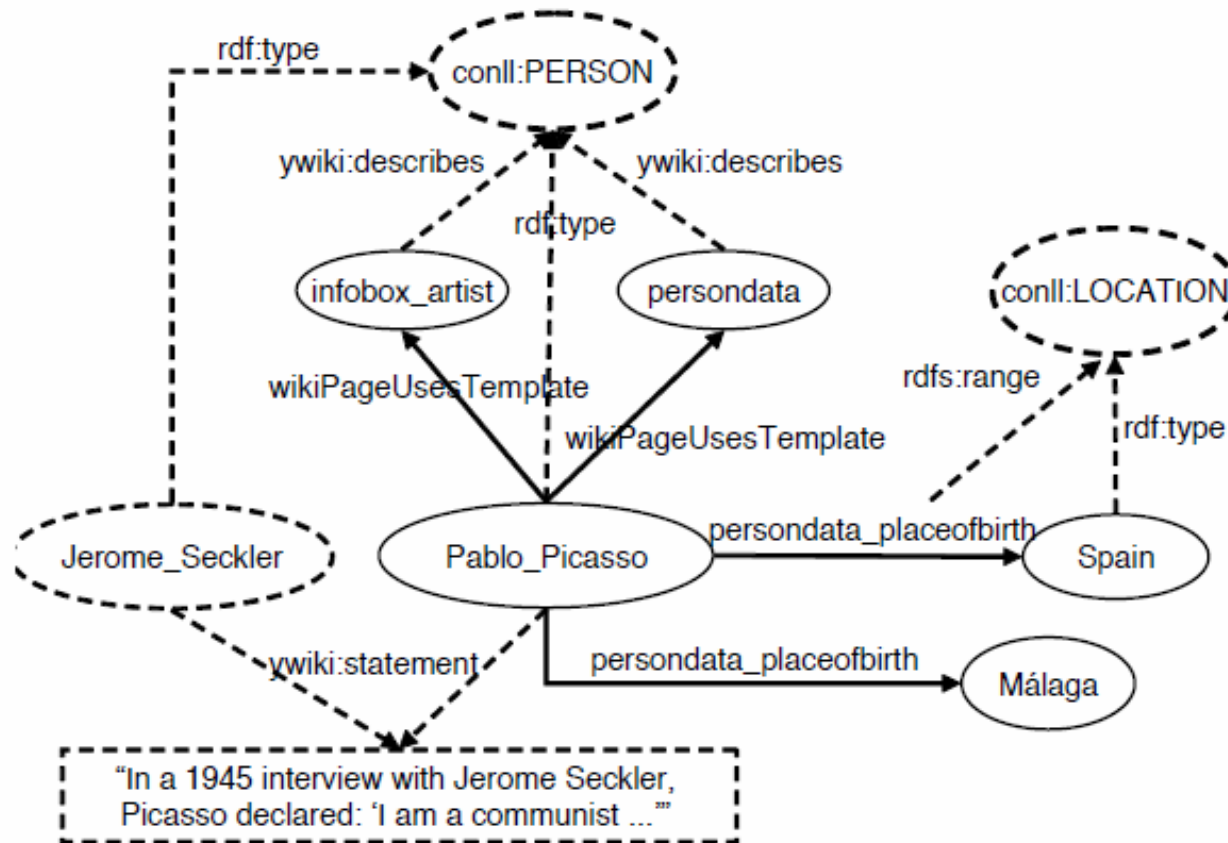 rdf:type
conll:PERSON
ywiki:describes
ywiki:describes
rdf:type
infobox_artist
persondata
conll:LOCATION
rdfs:range
wikiPageUsesTemplate
wikiPageUsesTemplate
rdf:type
persondata_placeofbirth
Jerome_Seckler
Pablo_Picasso
Spain
ywiki:statement
persondata_placeofbirth
Málaga
“In a 1945 interview with Jerome Seckler,
Picasso declared: ‘I am a communist ...’”